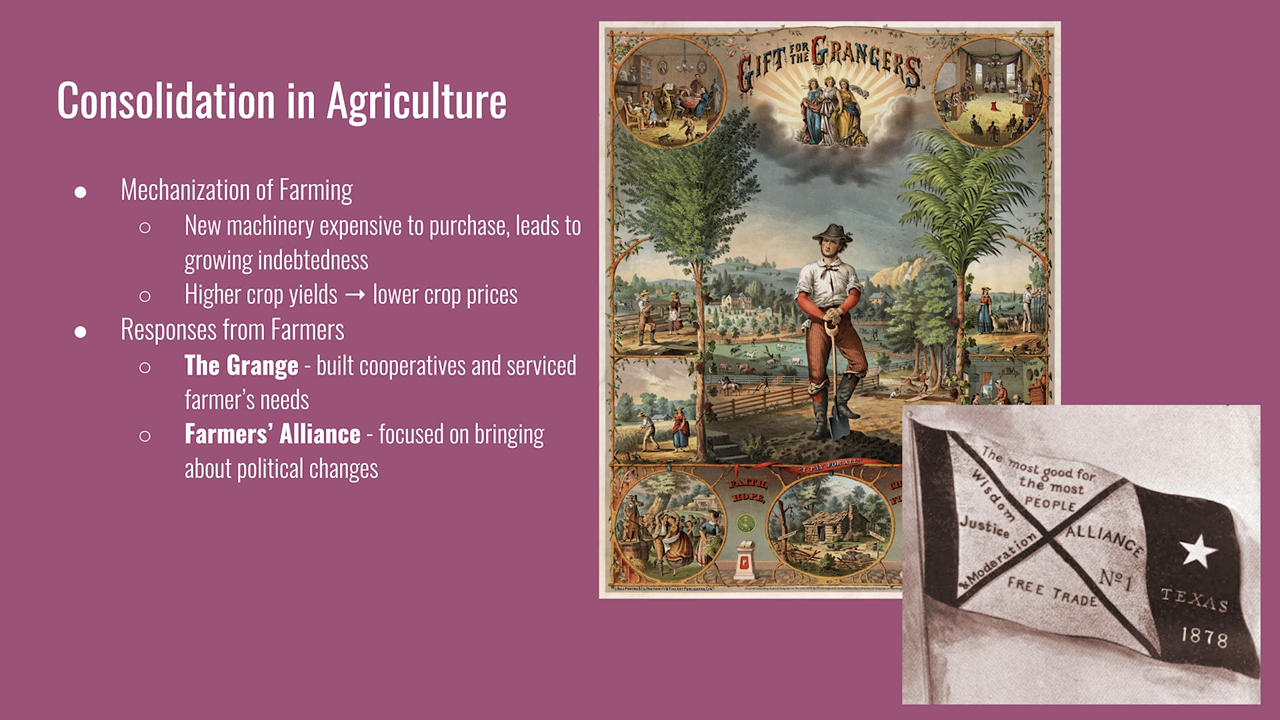 Consolidation in Agriculture
● Mechanization of Farming
○ New machinery expensive to purchase, leads to
growing indebtedness
○ Higher crop yields → lower crop prices
● Responses from Farmers
○ The Grange - built cooperatives and serviced
farmer’s needs
○ Farmers’ Alliance - focused on bringing
about political changes
GIFT FOR THE GRANGERS
"I PAY FOR ALL"
FAITH,
HOPE,
The most good for
the most
PEOPLE
Wisdom
Justice
& Moderation
ALLIANCE
Nº1
FREE TRADE
TEXAS
1878